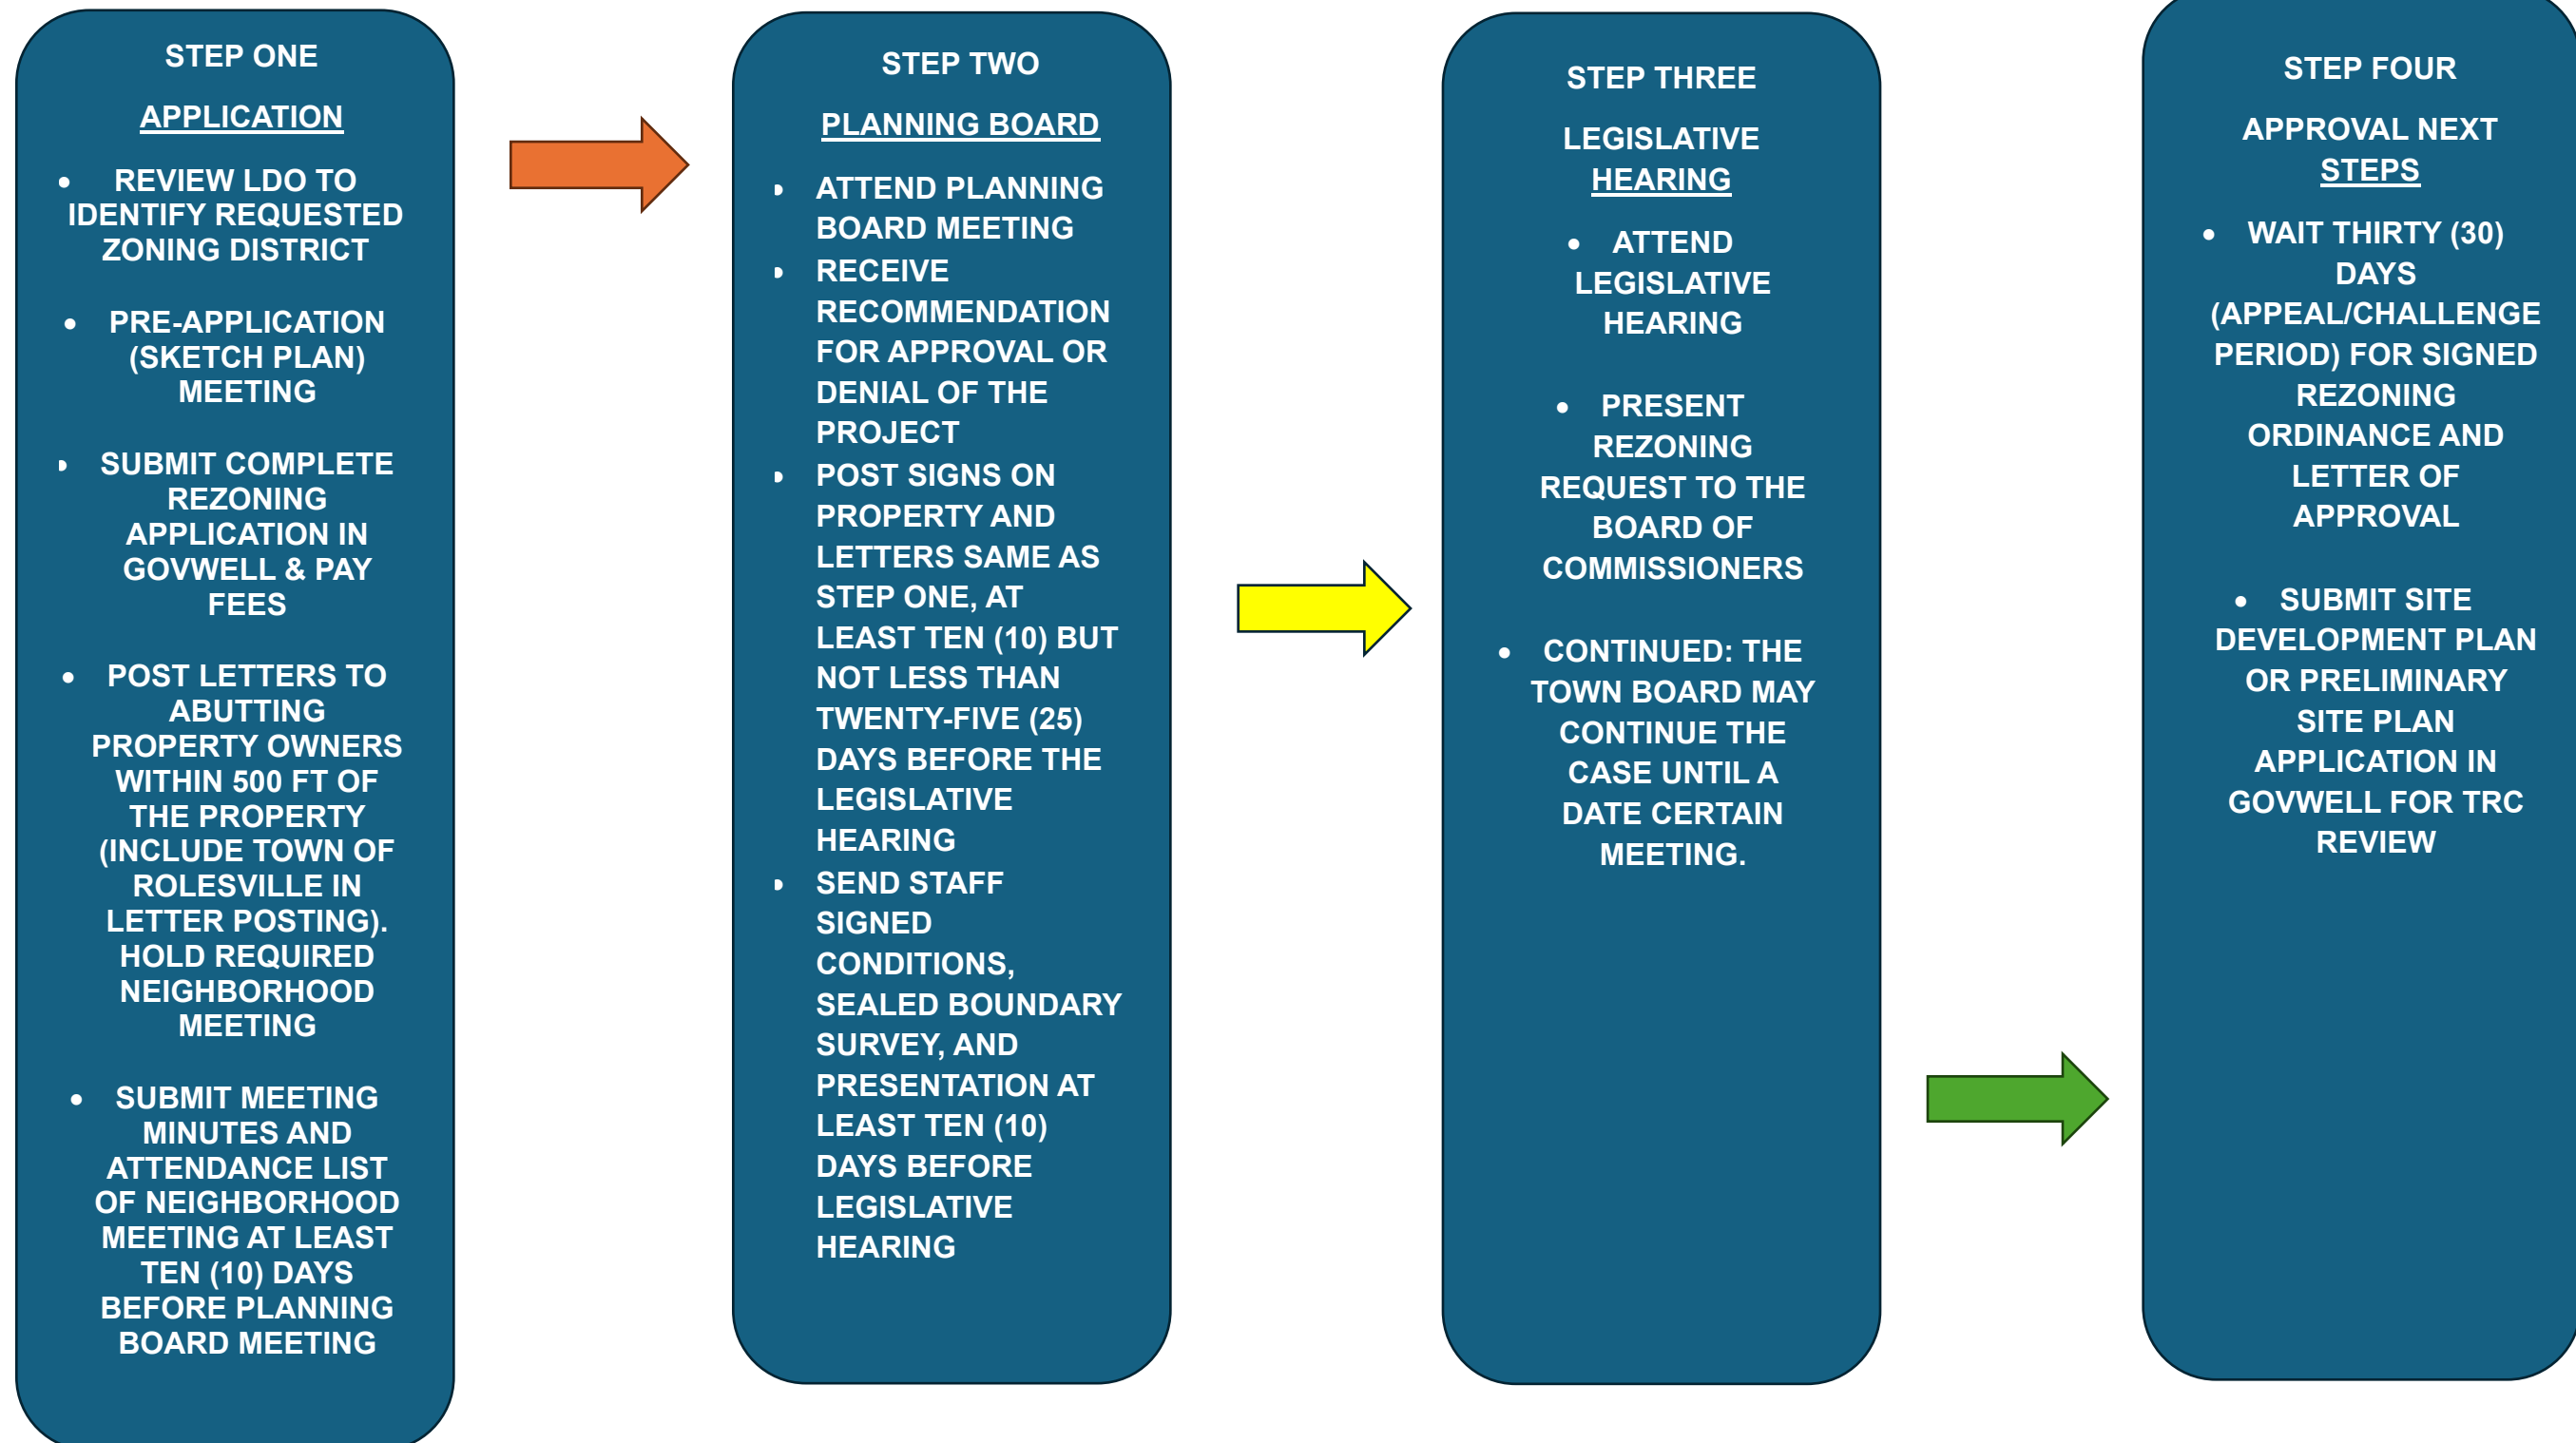 STEP ONE
APPLICATION
• REVIEW LDO TO
IDENTIFY REQUESTED
ZONING DISTRICT
• PRE-APPLICATION
(SKETCH PLAN)
MEETING
• SUBMIT COMPLETE
REZONING
APPLICATION IN
GOVWELL & PAY
FEES
• POST LETTERS TO
ABUTTING
PROPERTY OWNERS
WITHIN 500 FT OF
THE PROPERTY
(INCLUDE TOWN OF
ROLESVILLE IN
LETTER POSTING).
HOLD REQUIRED
NEIGHBORHOOD
MEETING
• SUBMIT MEETING
MINUTES AND
ATTENDANCE LIST
OF NEIGHBORHOOD
MEETING AT LEAST
TEN (10) DAYS
BEFORE PLANNING
BOARD MEETING
STEP TWO
PLANNING BOARD
• ATTEND PLANNING
BOARD MEETING
• RECEIVE
RECOMMENDATION
FOR APPROVAL OR
DENIAL OF THE
PROJECT
• POST SIGNS ON
PROPERTY AND
LETTERS SAME AS
STEP ONE, AT
LEAST TEN (10) BUT
NOT LESS THAN
TWENTY-FIVE (25)
DAYS BEFORE THE
LEGISLATIVE
HEARING
• SEND STAFF
SIGNED
CONDITIONS,
SEALED BOUNDARY
SURVEY, AND
PRESENTATION AT
LEAST TEN (10)
DAYS BEFORE
LEGISLATIVE
HEARING
STEP THREE
LEGISLATIVE
HEARING
• ATTEND
LEGISLATIVE
HEARING
• PRESENT
REZONING
REQUEST TO THE
BOARD OF
COMMISSIONERS
• CONTINUED: THE
TOWN BOARD MAY
CONTINUE THE
CASE UNTIL A
DATE CERTAIN
MEETING.
STEP FOUR
APPROVAL NEXT
STEPS
• WAIT THIRTY (30)
DAYS
(APPEAL/CHALLENGE
PERIOD) FOR SIGNED
REZONING
ORDINANCE AND
LETTER OF
APPROVAL
• SUBMIT SITE
DEVELOPMENT PLAN
OR PRELIMINARY
SITE PLAN
APPLICATION IN
GOVWELL FOR TRC
REVIEW